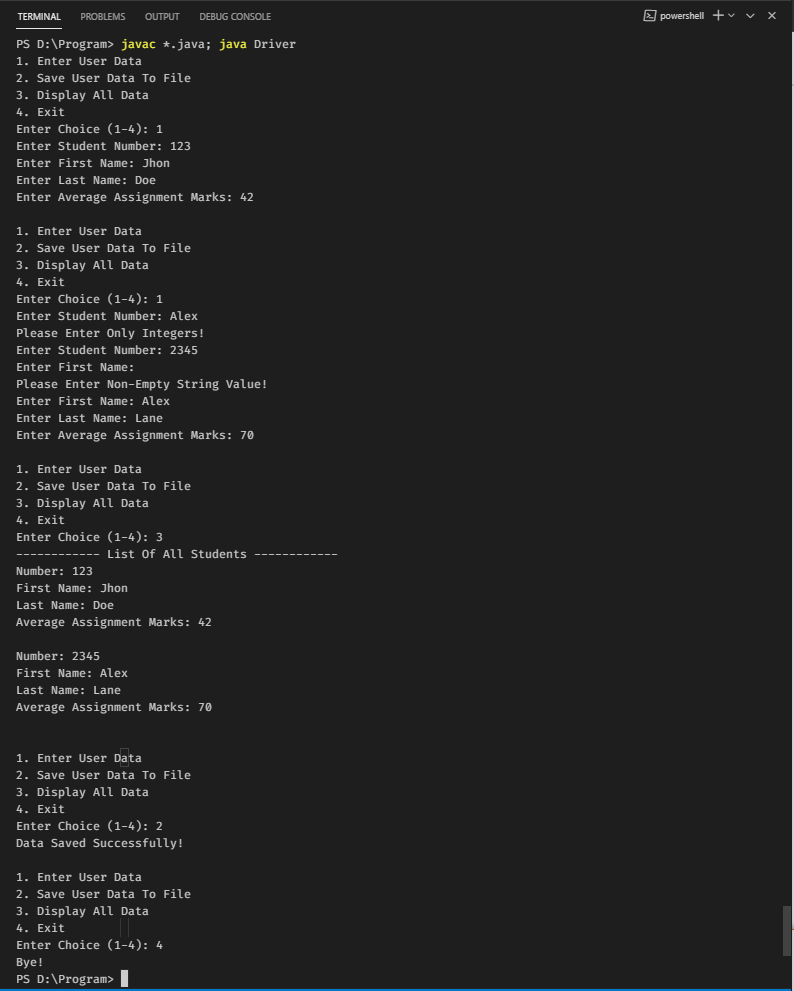 TERMINAL PROBLEMS OUTPUT DEBUG CONSOLE powershell
PS D:\Program> javac *.java; java Driver
1. Enter User Data
2. Save User Data To File
3. Display All Data
4. Exit
Enter Choice (1-4): 1
Enter Student Number: 123
Enter First Name: Jhon
Enter Last Name: Doe
Enter Average Assignment Marks: 42

1. Enter User Data
2. Save User Data To File
3. Display All Data
4. Exit
Enter Choice (1-4): 1
Enter Student Number: Alex
Please Enter Only Integers!
Enter Student Number: 2345
Enter First Name:
Please Enter Non-Empty String Value!
Enter First Name: Alex
Enter Last Name: Lane
Enter Average Assignment Marks: 70

1. Enter User Data
2. Save User Data To File
3. Display All Data
4. Exit
Enter Choice (1-4): 3
------------ List Of All Students ------------
Number: 123
First Name: Jhon
Last Name: Doe
Average Assignment Marks: 42

Number: 2345
First Name: Alex
Last Name: Lane
Average Assignment Marks: 70


1. Enter User Data
2. Save User Data To File
3. Display All Data
4. Exit
Enter Choice (1-4): 2
Data Saved Successfully!

1. Enter User Data
2. Save User Data To File
3. Display All Data
4. Exit
Enter Choice (1-4): 4
Bye!
PS D:\Program>